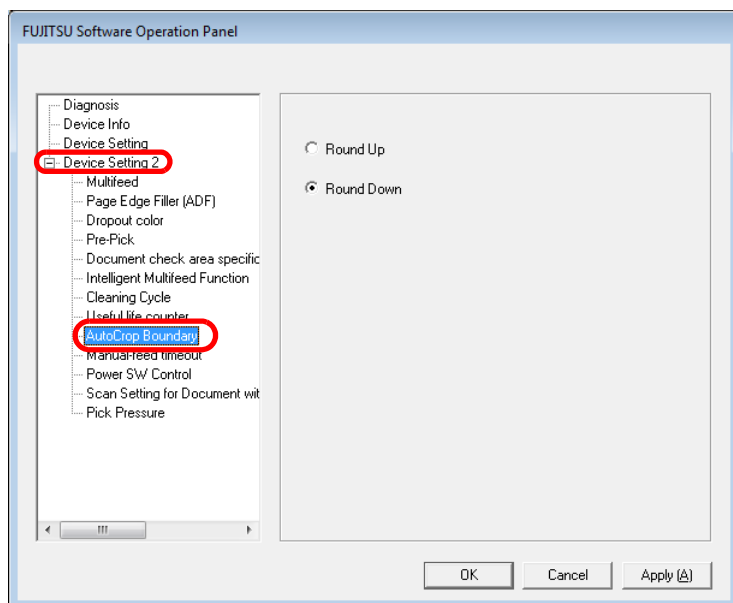 FUJITSU Software Operation Panel
Diagnosis
Device Info
Device Setting
Device Setting 2
Multifeed
Page Edge Filler (ADF)
Dropout color
Pre-Pick
Document check area specific
Intelligent Multifeed Function
Cleaning Cycle
Useful life counter
AutoCrop Boundary
Manual-feed timeout
Power SW Control
Scan Setting for Document wit
Pick Pressure
Round Up
Round Down
OK Cancel Apply (A)